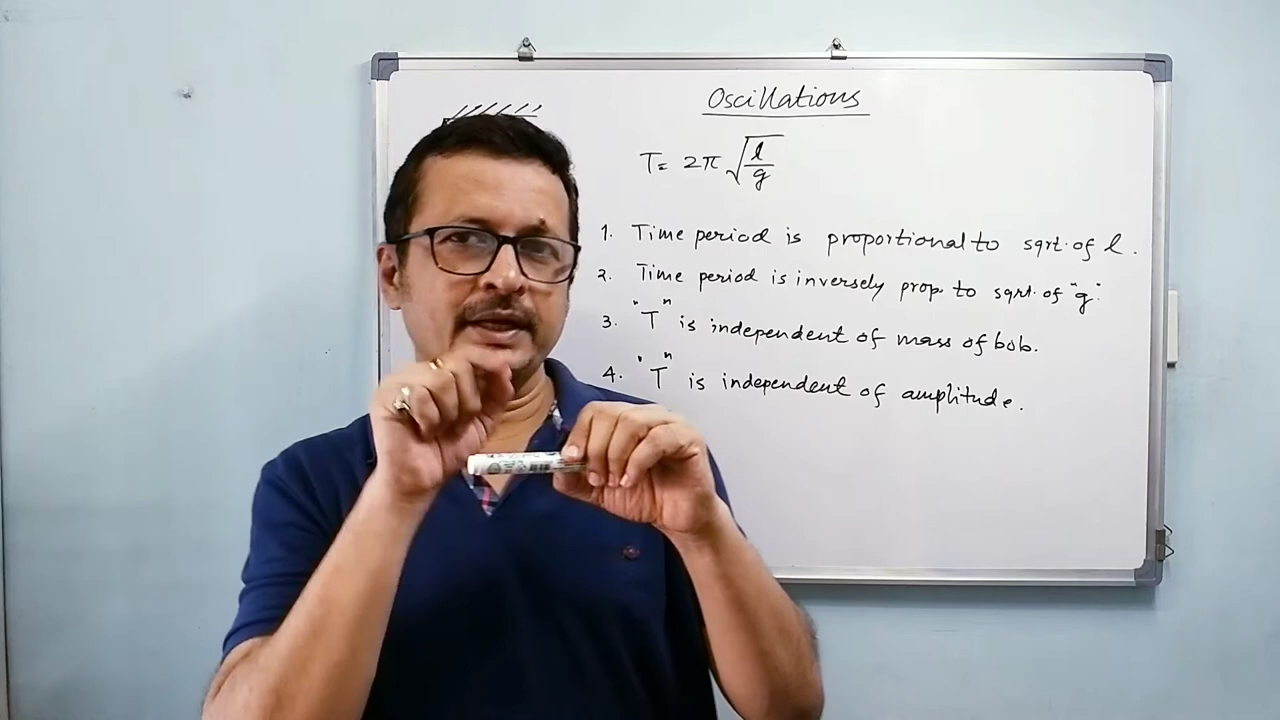 Oscillations
T= 2π √l/g
1. Time period is proportional to sqrt. of l.
2. Time period is inversely prop. to sqrt. of "g".
3. "T" is independent of mass of bob.
4. "T" is independent of amplitude.